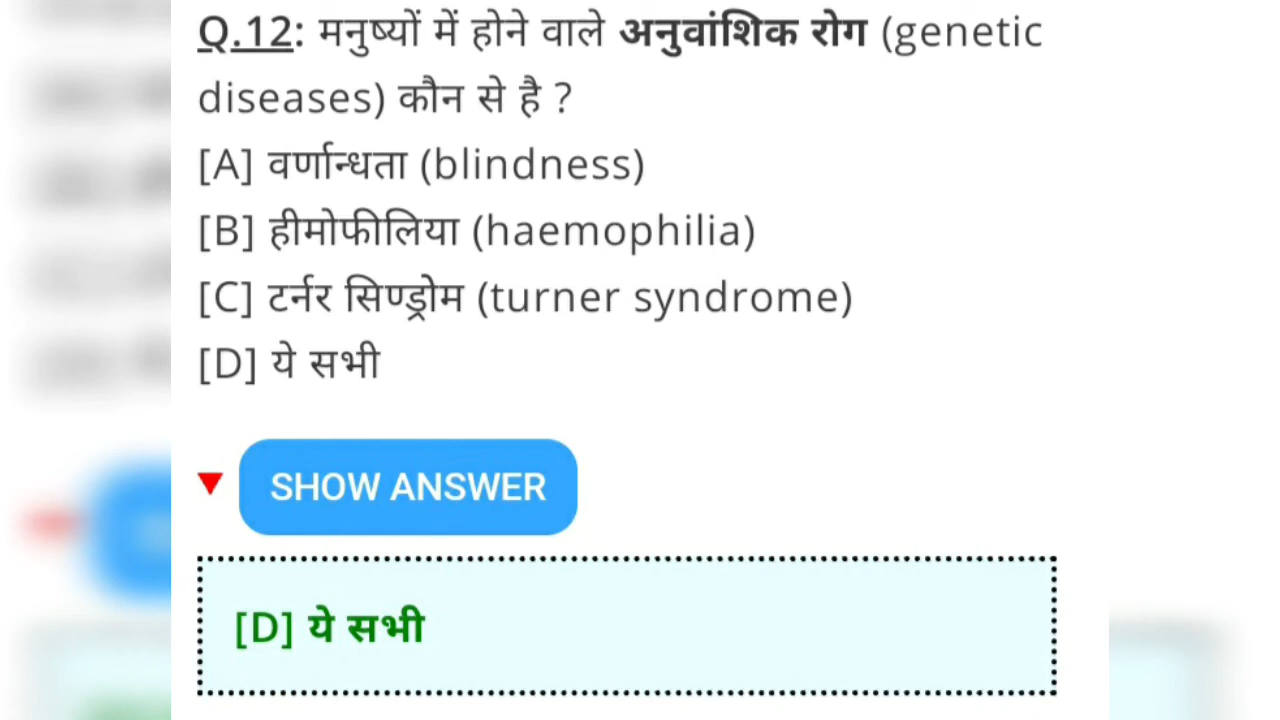 Q.12: मनुष्यों में होने वाले अनुवांशिक रोग (genetic
diseases) कौन से है ?
[A] वर्णान्धता (blindness)
[B] हीमोफीलिया (haemophilia)
[C] टर्नर सिण्ड्रोम (turner syndrome)
[D] ये सभी
SHOW ANSWER
[D] ये सभी